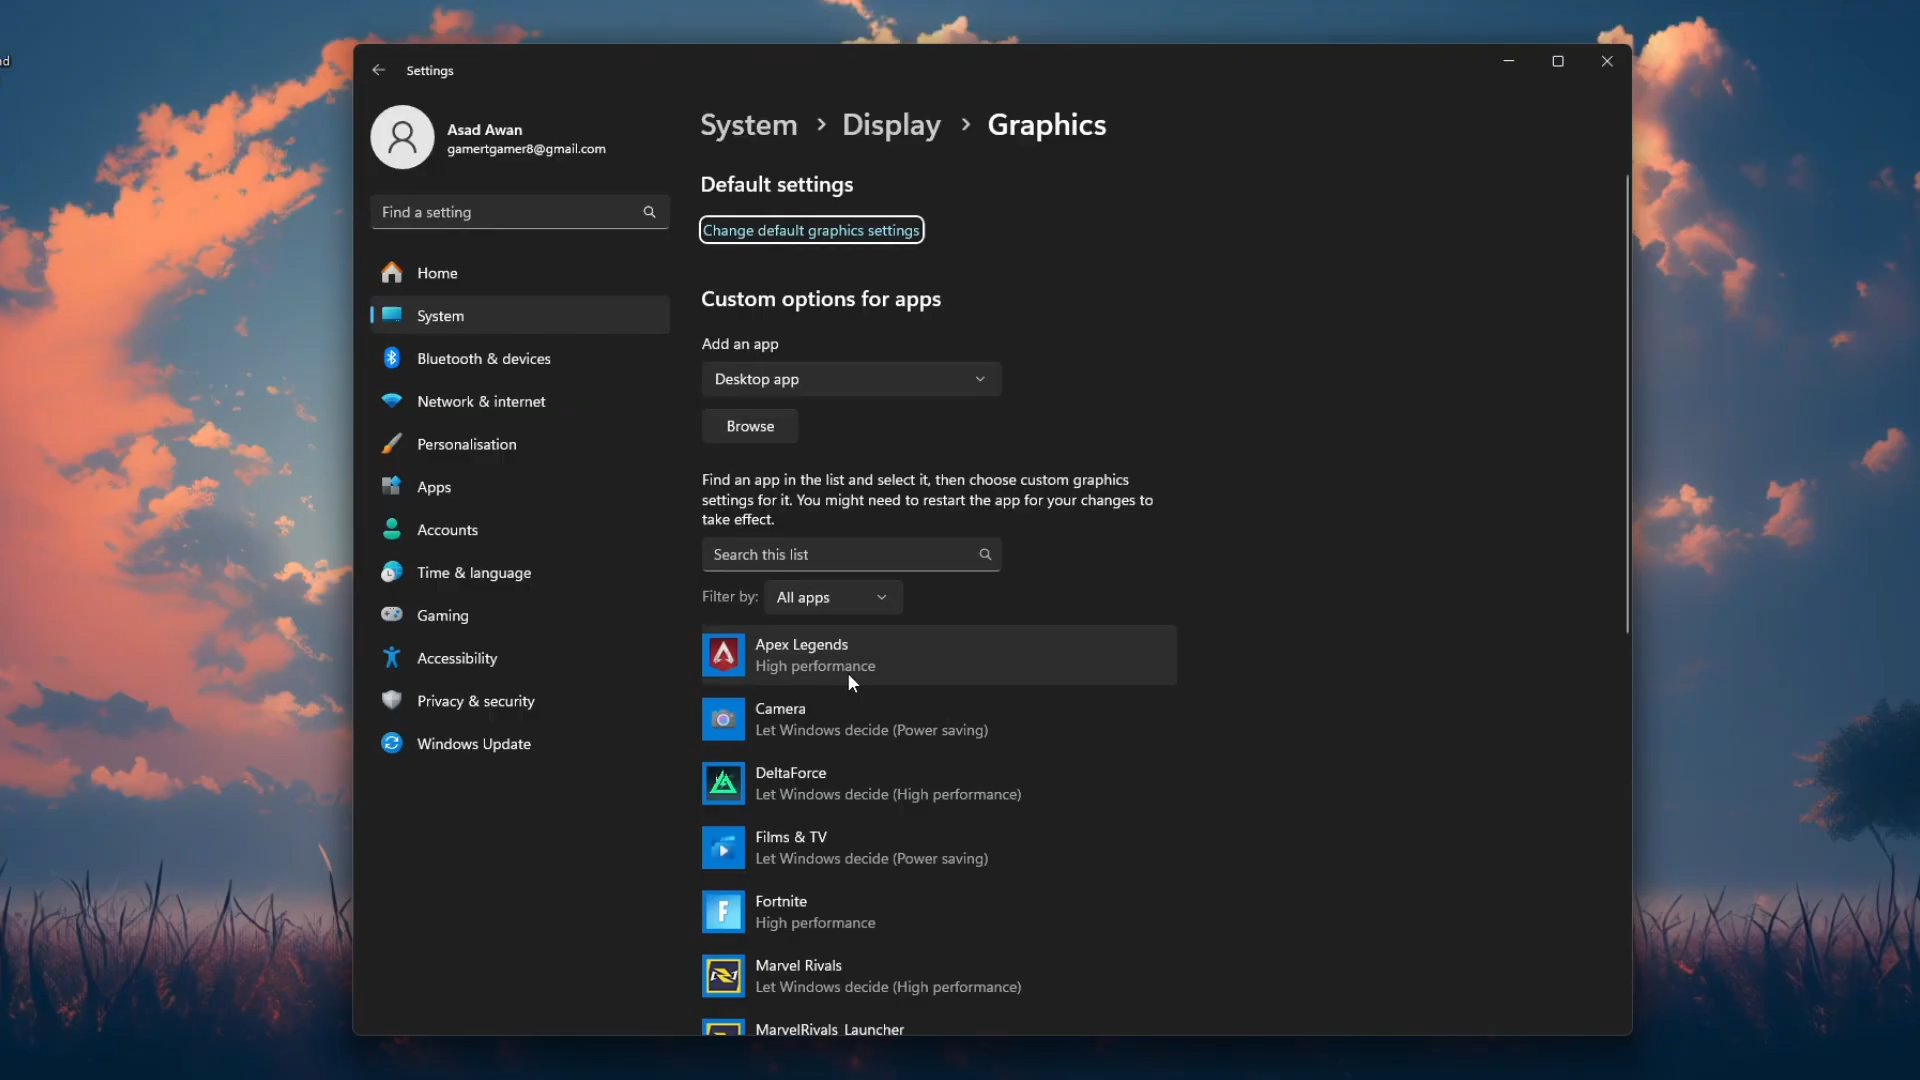 nd
Settings
Asad Awan
gamertgamer8@gmail.com
Find a setting
Home
System
Bluetooth & devices
Network & internet
Personalisation
Apps
Accounts
Time & language
Gaming
Accessibility
Privacy & security
Windows Update
System > Display > Graphics
Default settings
Change default graphics settings
Custom options for apps
Add an app
Desktop app
Browse
Find an app in the list and select it, then choose custom graphics
settings for it. You might need to restart the app for your changes to
take effect.
Search this list
Filter by: All apps
Apex Legends
High performance
Camera
Let Windows decide (Power saving)
DeltaForce
Let Windows decide (High performance)
Films & TV
Let Windows decide (Power saving)
Fortnite
High performance
Marvel Rivals
Let Windows decide (High performance)
MarvelRivals_Launcher